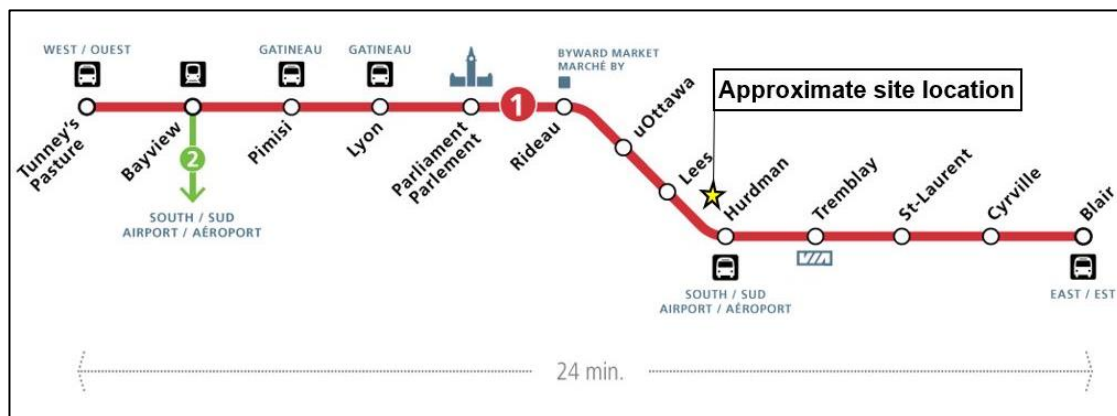 WEST / OUEST
GATINEAU
GATINEAU
BYWARD MARKET
MARCHÉ BY
Approximate site location
1
2
Tunney's
Pasture
Bayview
Pimisi
Lyon
Parliament
Parlement
Rideau
uOttawa
Lees
Hurdman
Tremblay
St-Laurent
Cyrville
Blair
SOUTH / SUD
AIRPORT / AÉROPORT
VIA
SOUTH / SUD
AIRPORT / AÉROPORT
EAST / EST
24 min.